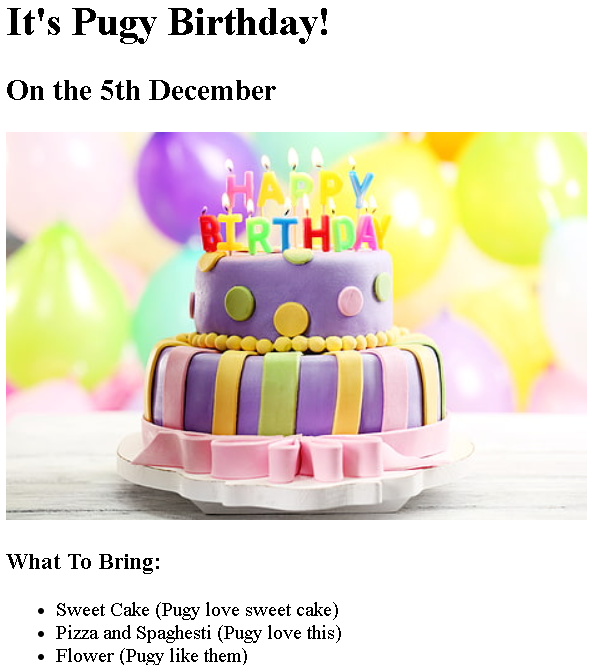 It's Pugy Birthday!
On the 5th December
HAPPY
BIRTHDAY
What To Bring:
Sweet Cake (Pugy love sweet cake)
Pizza and Spaghesti (Pugy love this)
Flower (Pugy like them)